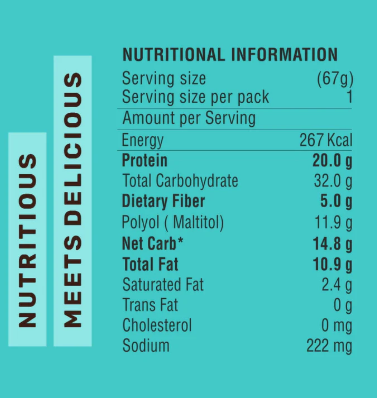 NUTRITIOUS
MEETS DELICIOUS
NUTRITIONAL INFORMATION
Serving size (67g)
Serving size per pack 1
Amount per Serving
Energy 267 Kcal
Protein 20.0 g
Total Carbohydrate 32.0 g
Dietary Fiber 5.0 g
Polyol ( Maltitol) 11.9 g
Net Carb* 14.8 g
Total Fat 10.9 g
Saturated Fat 2.4 g
Trans Fat 0 g
Cholesterol 0 mg
Sodium 222 mg